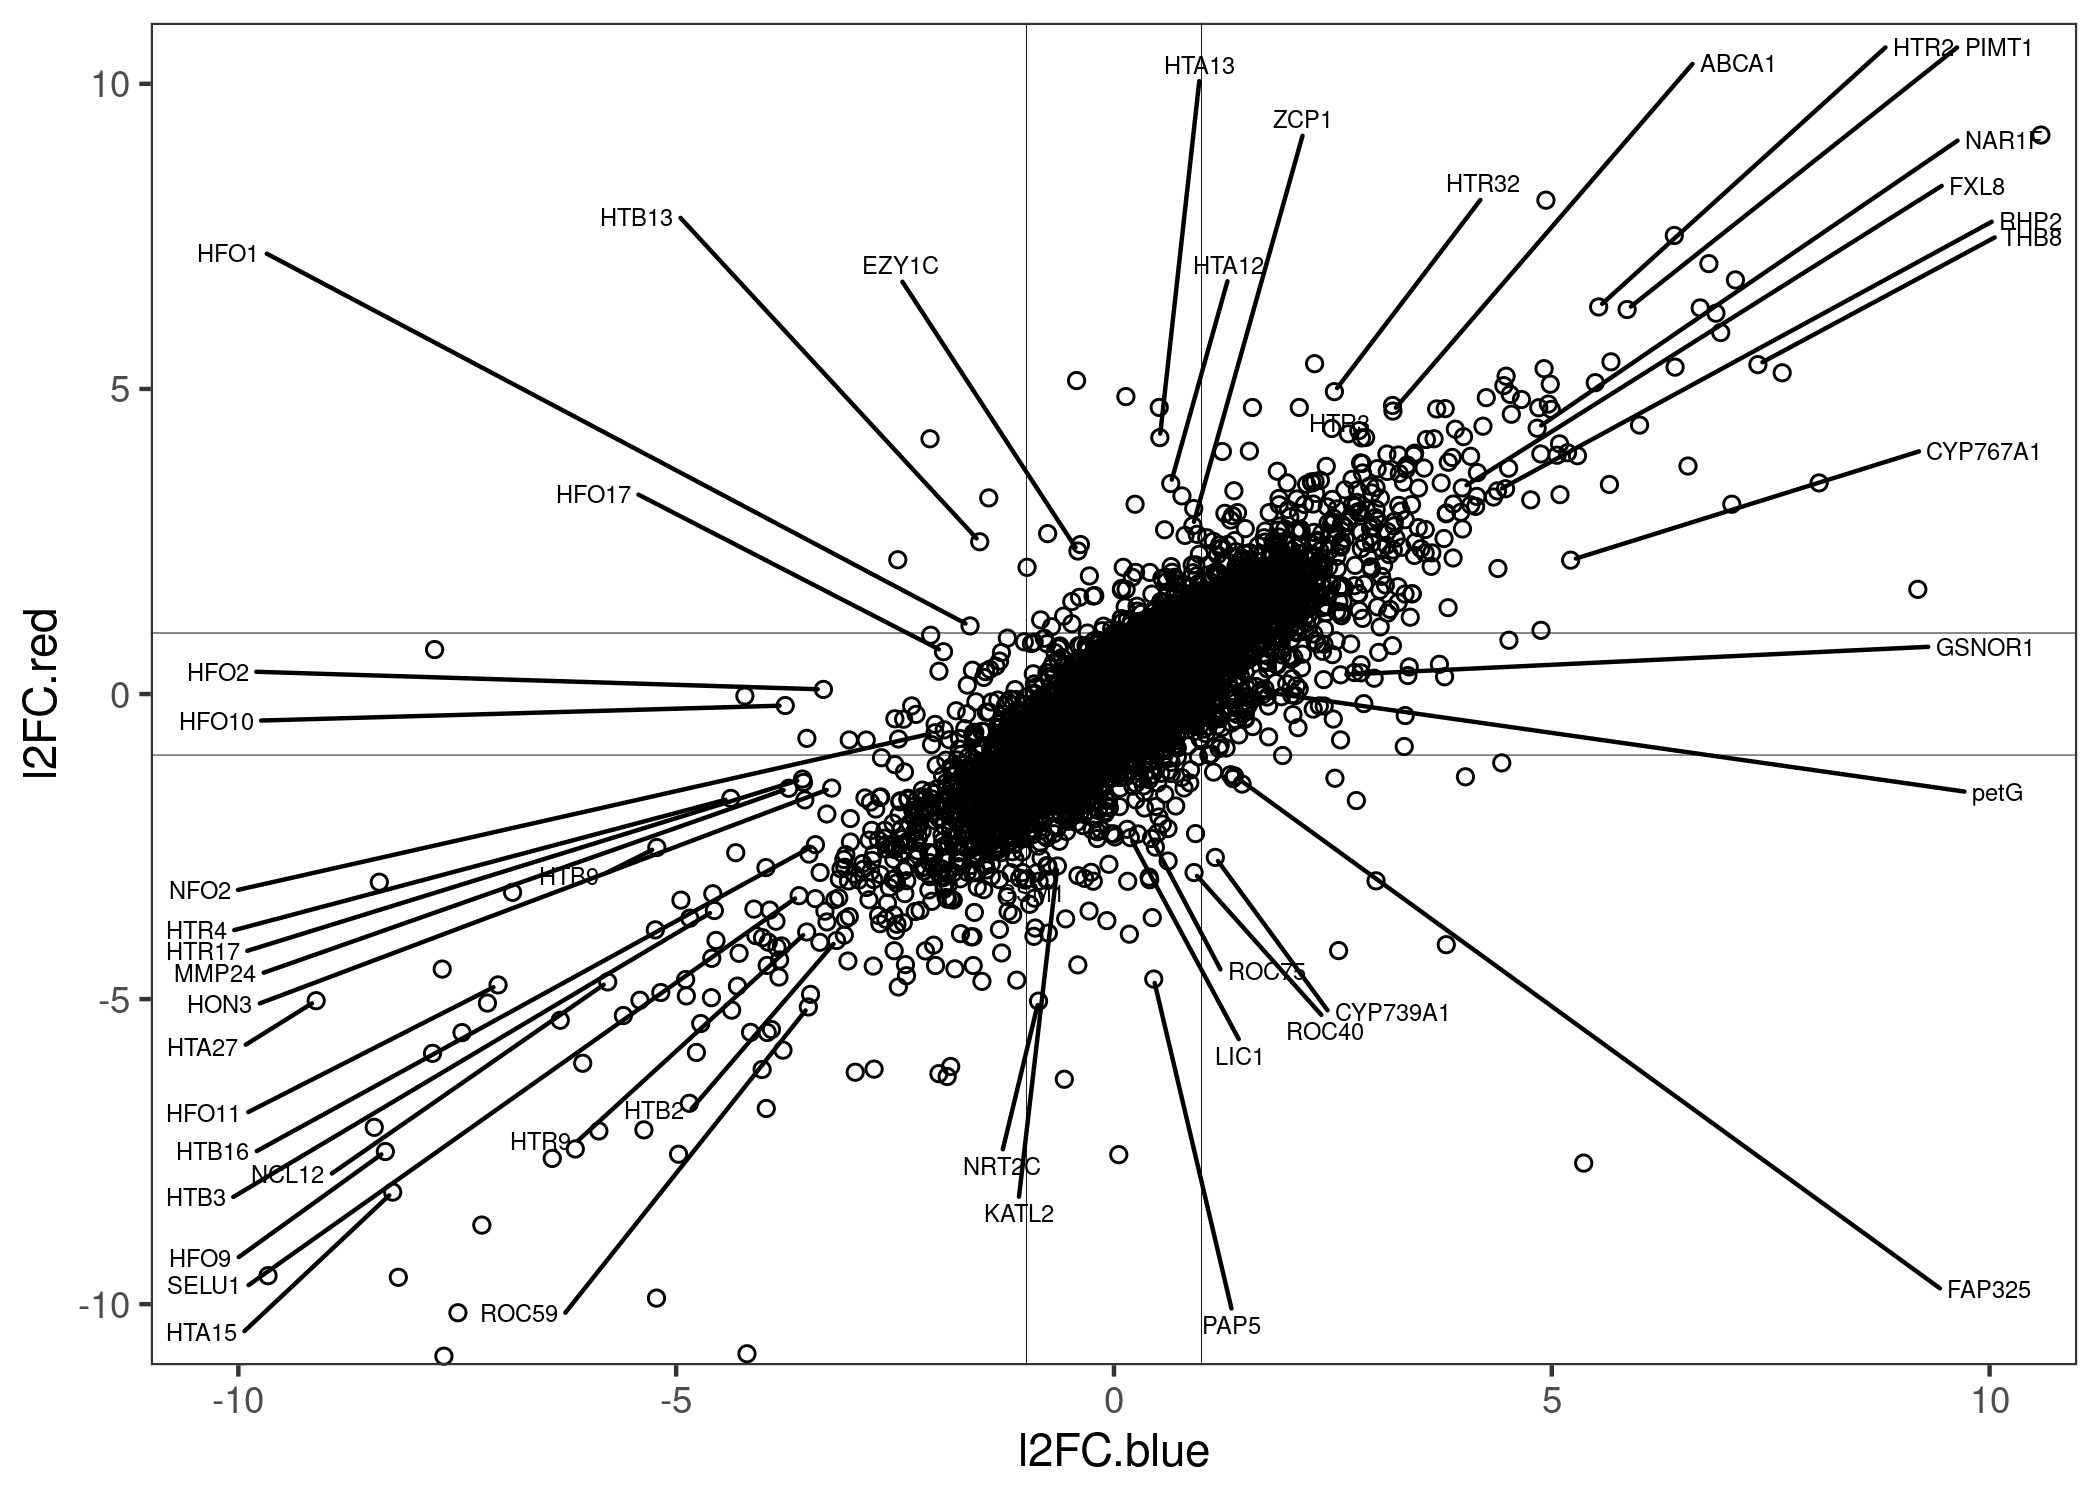 HTR2 PIMT1
HTA13
ABCA1
10
ZCP1
NAR1F
HTR32
FXL8
HTB13
RHP2
THB8
HFO1
EZY1C
HTA12
5
HTR3
CYP767A1
HFO17
GSNOR1
HFO2
0
HFO10
petG
l2FC.red
HTB9
NFO2
HTR4
HTR17
ROC75
MMP24
-5
HON3
CYP739A1
ROC40
HTA27
LIC1
HTB2
HFO11
HTR9
HTB16
NRT2C
NCL12
HTB3
KATL2
HFO9
SELU1
FAP325
-10
ROC59
PAP5
HTA15
-10
-5
0
5
10
l2FC.blue